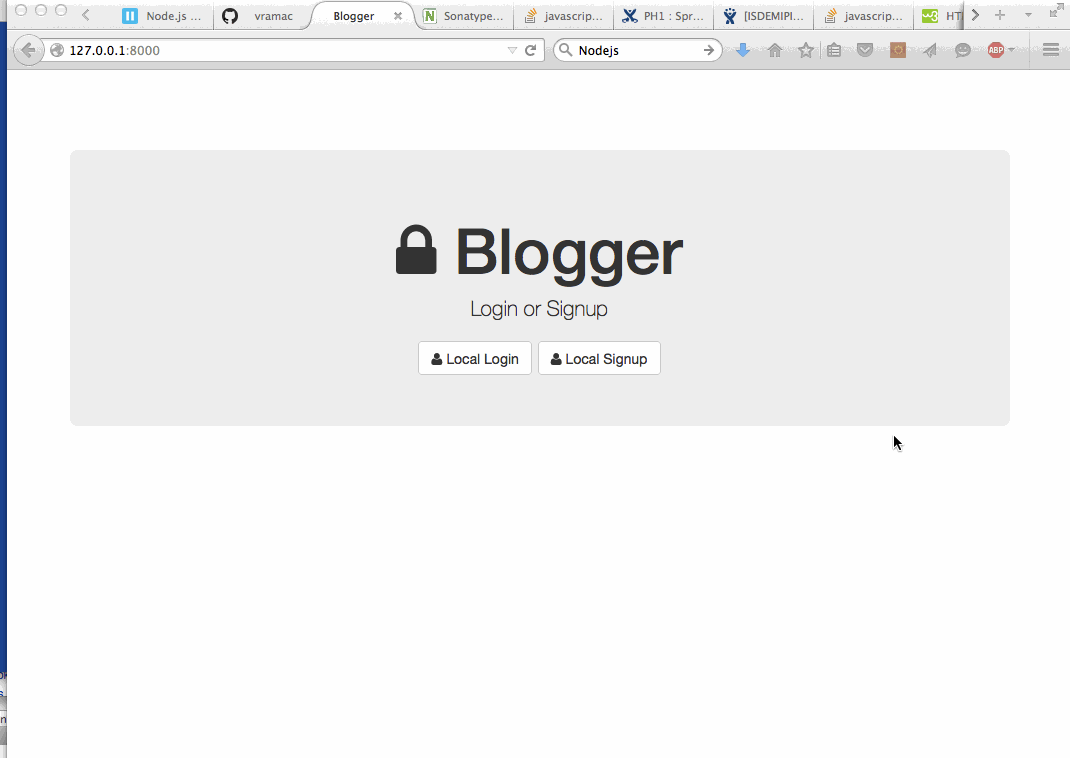 Node.js ...
vramac
Blogger
Sonatype...
javascrip...
PH1 : Spr...
[ISDEMIPI...
javascrip...
HT
127.0.0.1:8000
Nodejs
ABP
Blogger
Login or Signup
Local Login
Local Signup